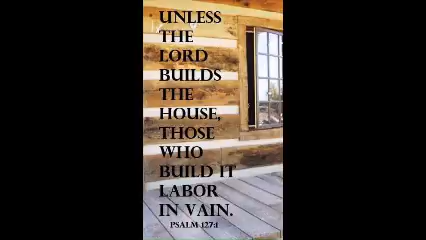 UNLESS
THE
LORD
BUILDS
THE
HOUSE,
THOSE
WHO
BUILD IT
LABOR
IN VAIN.
PSALM 127:1